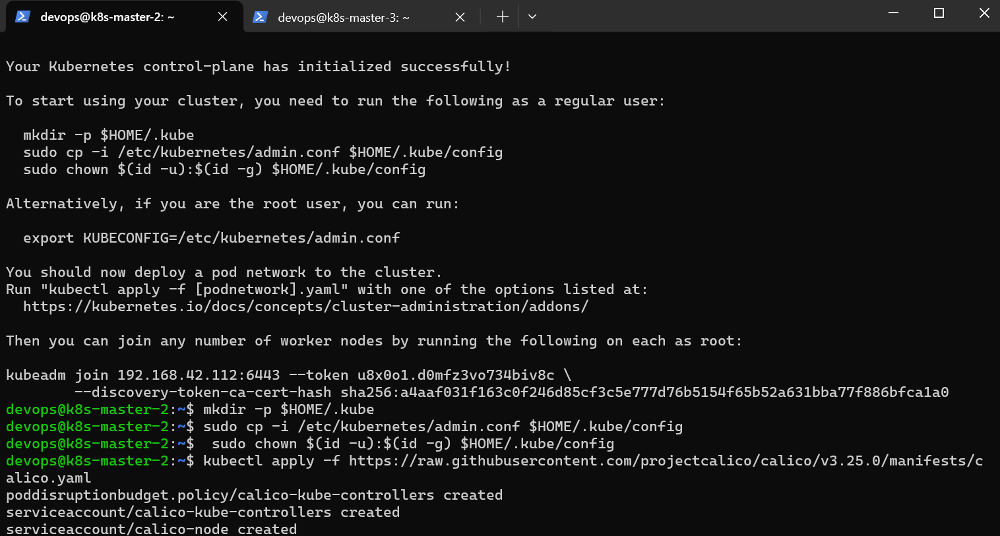 devops@k8s-master-2: ~
devops@k8s-master-3: ~
Your Kubernetes control-plane has initialized successfully!
To start using your cluster, you need to run the following as a regular user:
mkdir -p $HOME/.kube
sudo cp -i /etc/kubernetes/admin.conf $HOME/.kube/config
sudo chown $(id -u):$(id -g) $HOME/.kube/config
Alternatively, if you are the root user, you can run:
export KUBECONFIG=/etc/kubernetes/admin.conf
You should now deploy a pod network to the cluster.
Run "kubectl apply -f [podnetwork].yaml" with one of the options listed at:
https://kubernetes.io/docs/concepts/cluster-administration/addons/
Then you can join any number of worker nodes by running the following on each as root:
kubeadm join 192.168.42.112:6443 --token u8x0o1.d0mfz3vo734biv8c \
--discovery-token-ca-cert-hash sha256:a4aaf031f163c0f246d85cf3c5e777d76b5154f65b52a631bba77f886bfca1a0
devops@k8s-master-2:~$ mkdir -p $HOME/.kube
devops@k8s-master-2:~$ sudo cp -i /etc/kubernetes/admin.conf $HOME/.kube/config
devops@k8s-master-2:~$  sudo chown $(id -u):$(id -g) $HOME/.kube/config
devops@k8s-master-2:~$ kubectl apply -f https://raw.githubusercontent.com/projectcalico/calico/v3.25.0/manifests/c
alico.yaml
poddisruptionbudget.policy/calico-kube-controllers created
serviceaccount/calico-kube-controllers created
serviceaccount/calico-node created